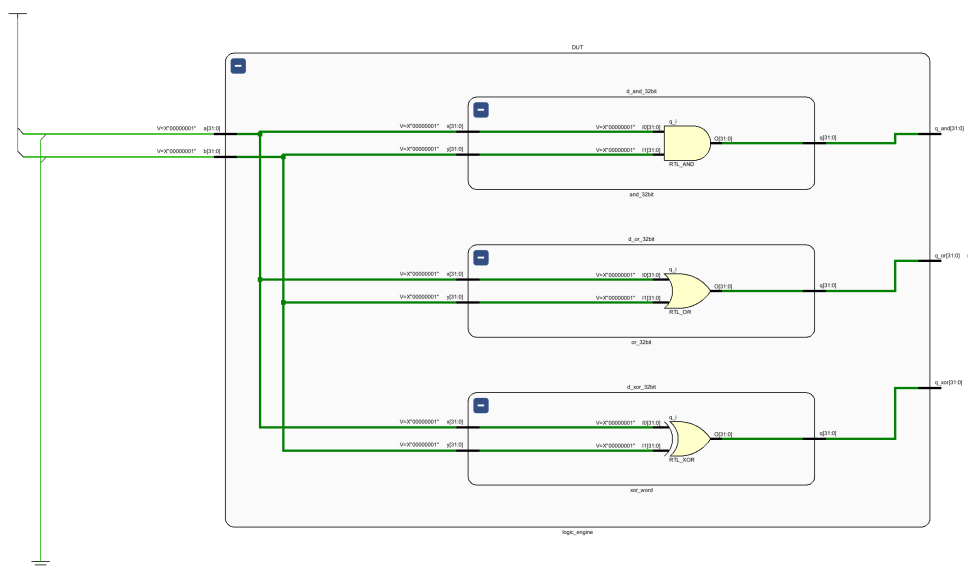 DUT
d_and_32bit
q_i
V=X"00000001" a[31:0]
V=X"00000001" x[31:0]
V=X"00000001" I0[31:0]
O[31:0]
q[31:0]
q_and[31:0]
V=X"00000001" b[31:0]
V=X"00000001" y[31:0]
V=X"00000001" I1[31:0]
RTL_AND
and_32bit
d_or_32bit
q_or[31:0]
q_i
V=X"00000001" x[31:0]
V=X"00000001" I0[31:0]
O[31:0]
q[31:0]
V=X"00000001" y[31:0]
V=X"00000001" I1[31:0]
RTL_OR
or_32bit
d_xor_32bit
q_xor[31:0]
q_i
V=X"00000001" x[31:0]
V=X"00000001" I0[31:0]
O[31:0]
q[31:0]
V=X"00000001" y[31:0]
V=X"00000001" I1[31:0]
RTL_XOR
xor_word
logic_engine